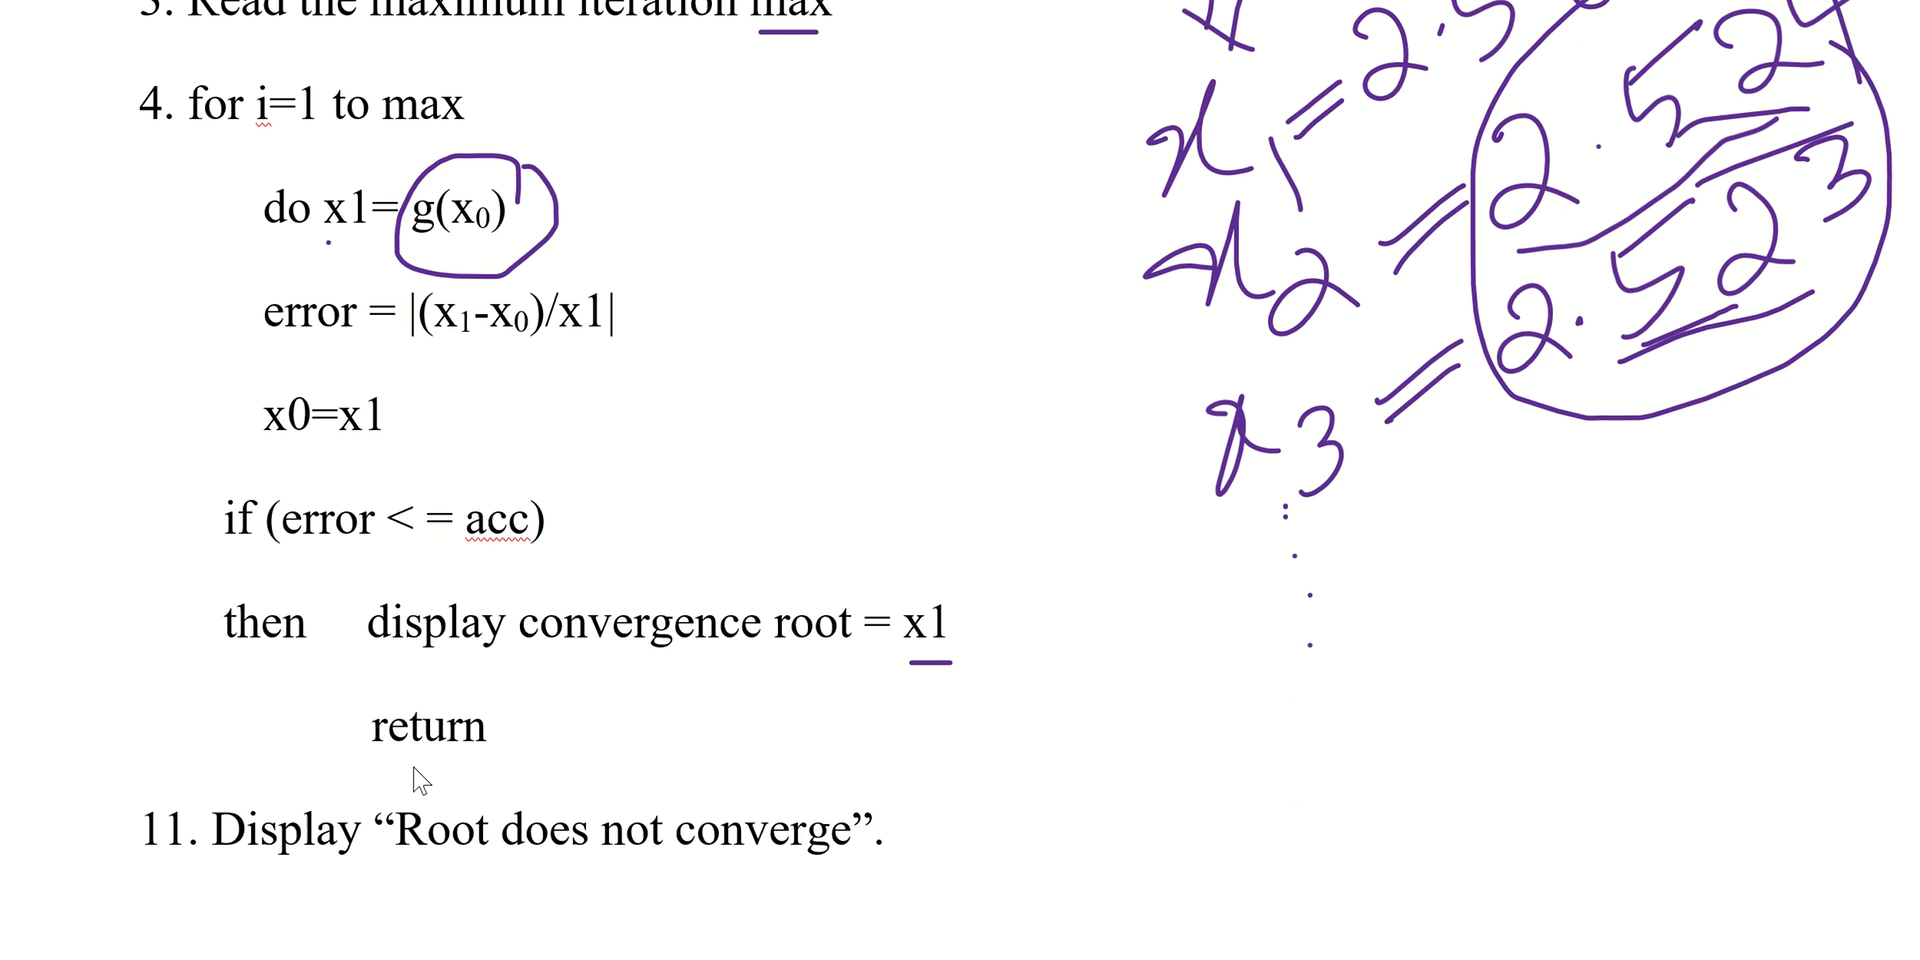 3. Read the maximum iteration max
4. for i=1 to max
do x1=g(x₀)
error = |(x₁-x₀)/x1|
x0=x1
if (error < = acc)
then display convergence root = x1
return
11. Display “Root does not converge”.
x₁ = 2.5
x₂ = 2.524
x₃ = 2.523